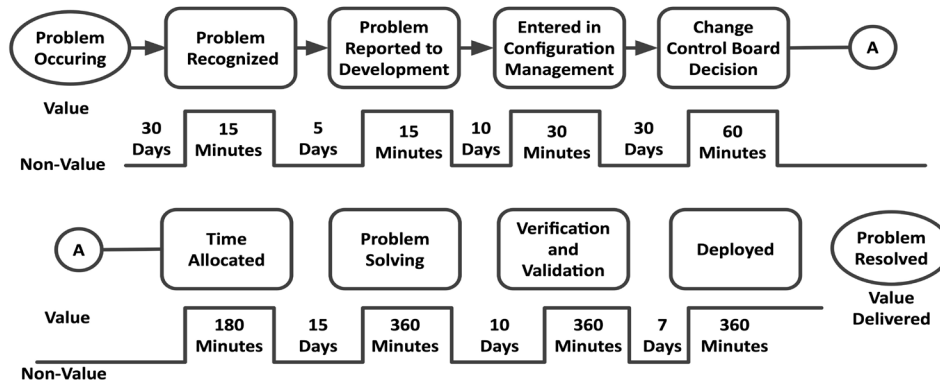 Problem
Occuring
Problem
Recognized
Problem
Reported to
Development
Entered in
Configuration
Management
Change
Control Board
Decision
A
Value
30
Days
15
Minutes
5
Days
15
Minutes
10
Days
30
Minutes
30
Days
60
Minutes
Non-Value
A
Time
Allocated
Problem
Solving
Verification
and
Validation
Deployed
Problem
Resolved
Value
Delivered
Value
180
Minutes
15
Days
360
Minutes
10
Days
360
Minutes
7
Days
360
Minutes
Non-Value